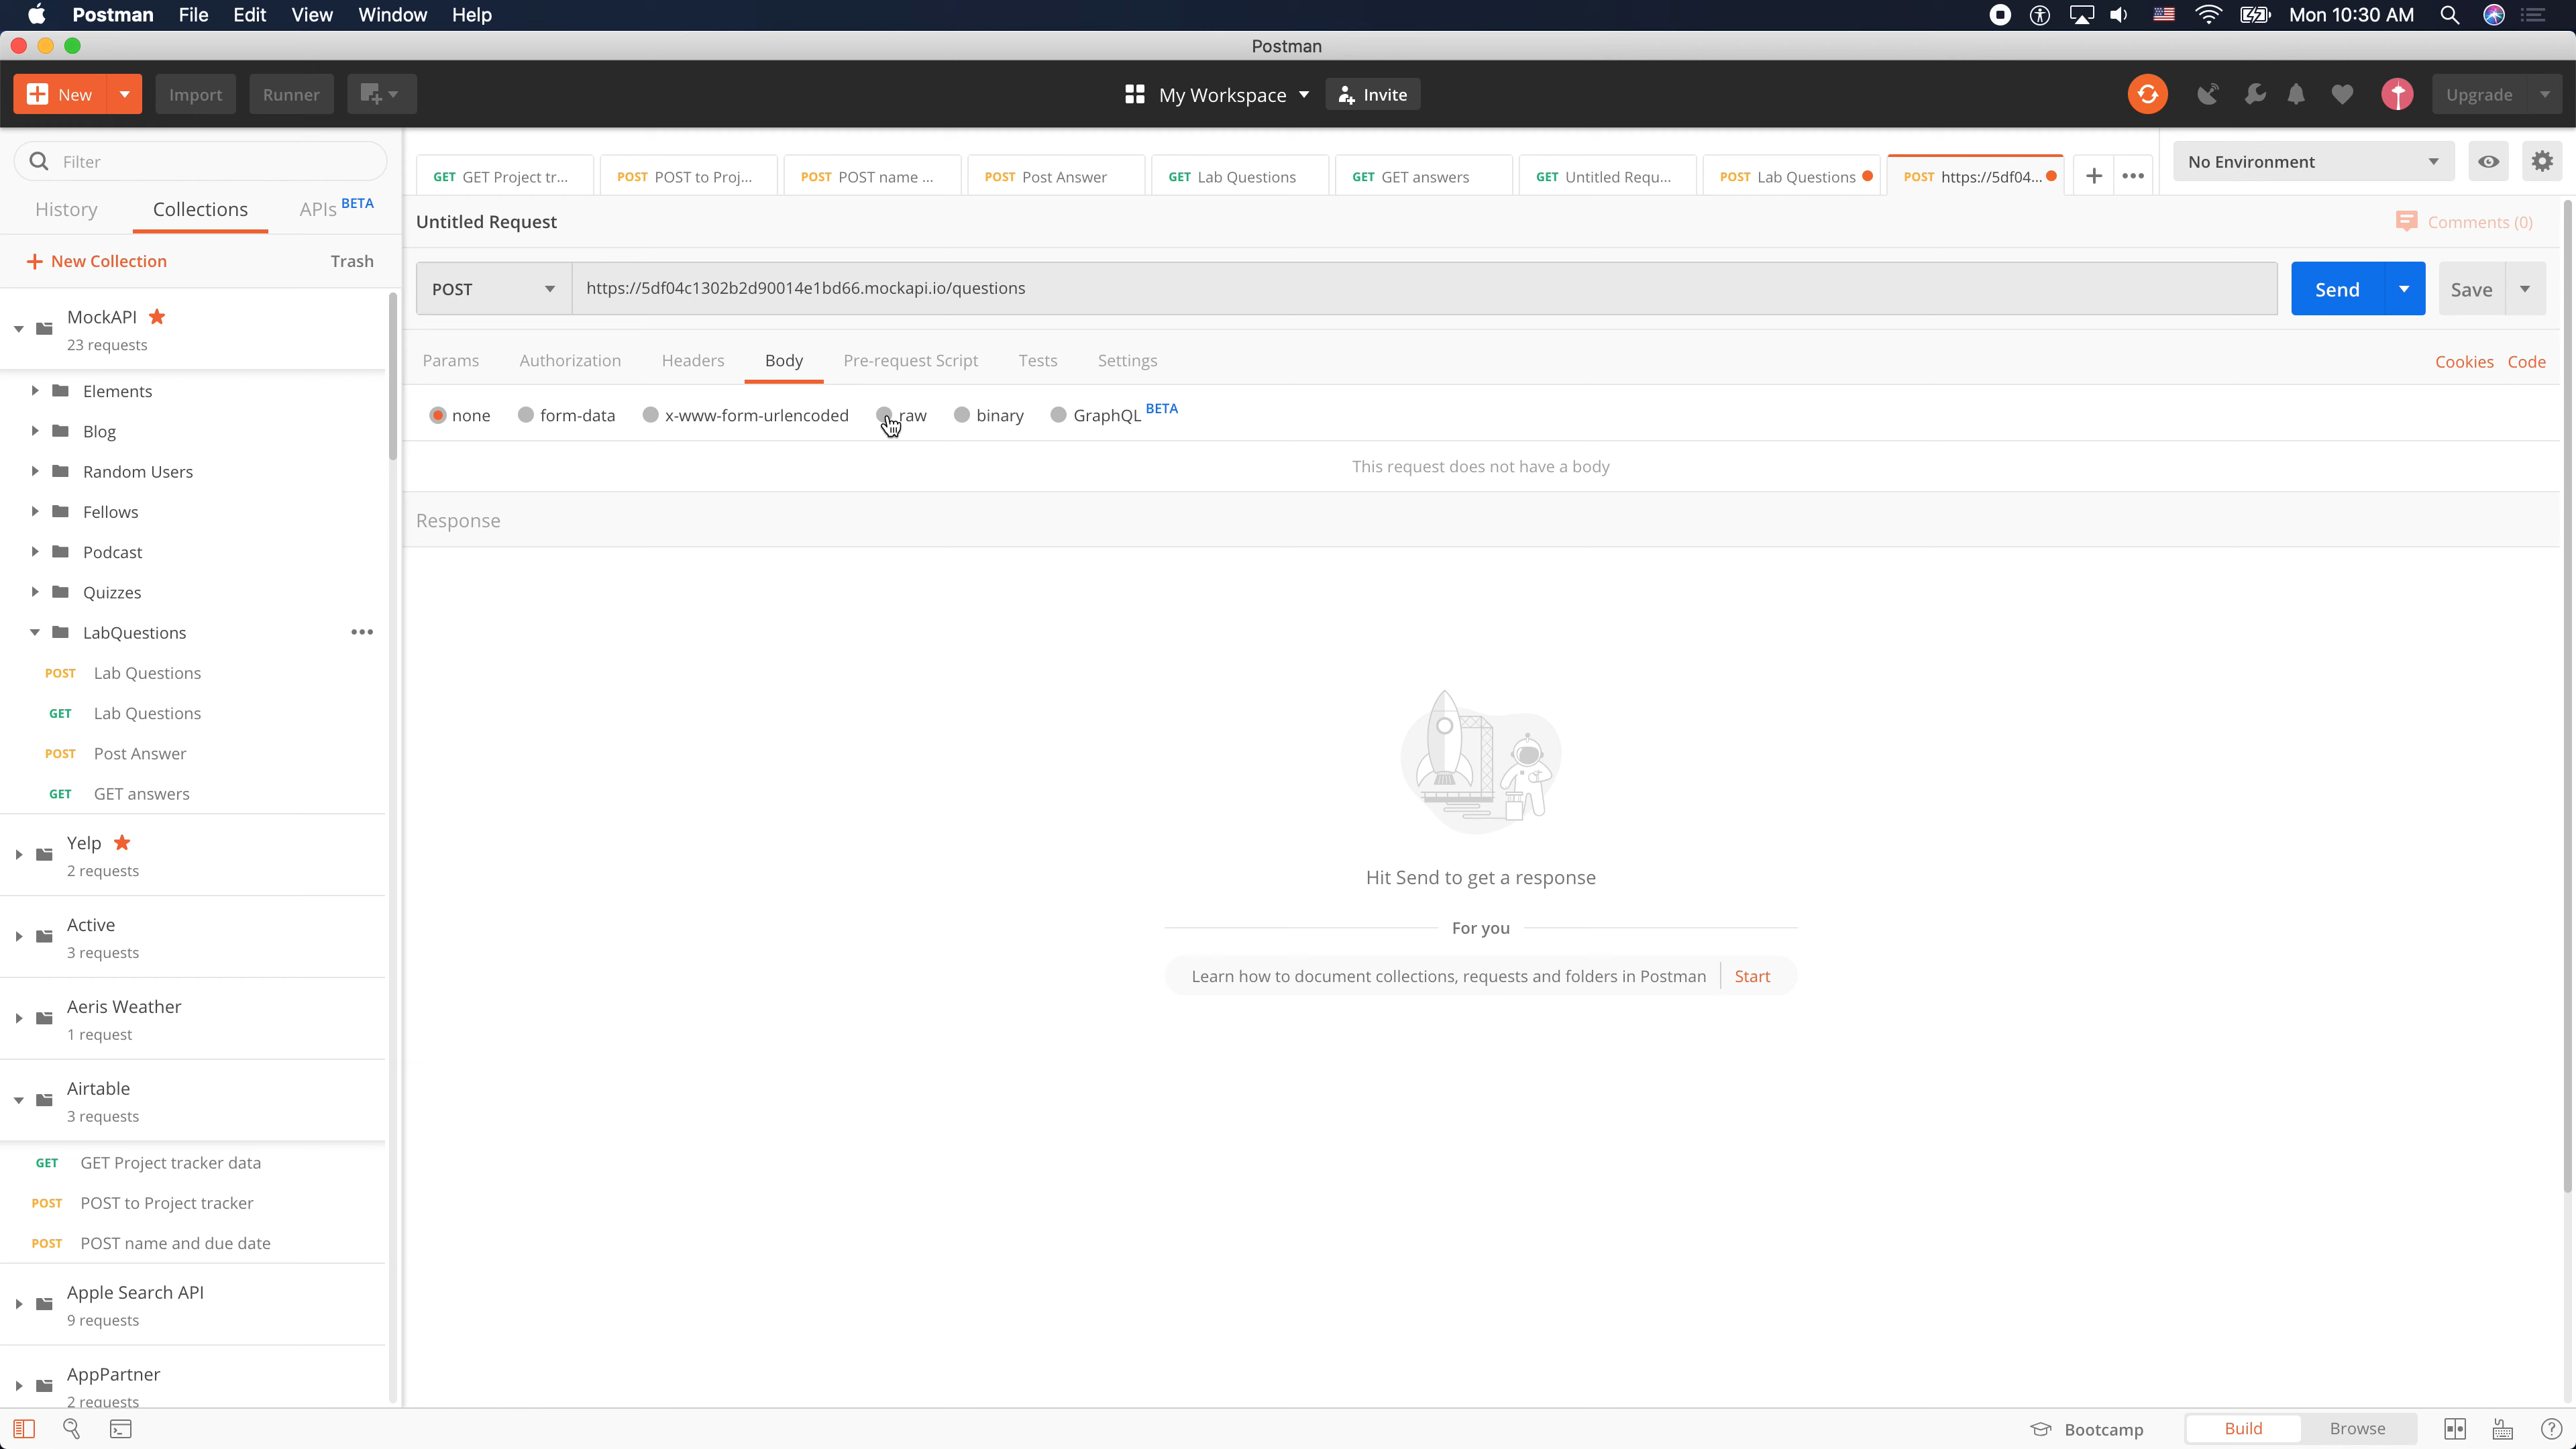 Postman File Edit View Window Help Mon 10:30 AM
Postman
New Import Runner My Workspace Invite Upgrade
Filter
GET GET Project tr... POST POST to Proj... POST POST name ... POST Post Answer GET Lab Questions GET GET answers GET Untitled Requ... POST Lab Questions POST https://5df04... No Environment
History Collections APIs BETA
Untitled Request Comments (0)
+ New Collection Trash
POST https://5df04c1302b2d90014e1bd66.mockapi.io/questions Send Save
MockAPI
23 requests
Params Authorization Headers Body Pre-request Script Tests Settings Cookies Code
none form-data x-www-form-urlencoded raw binary GraphQL BETA
This request does not have a body
Response
Elements
Blog
Random Users
Fellows
Podcast
Quizzes
LabQuestions
POST Lab Questions
GET Lab Questions
POST Post Answer
GET GET answers
Yelp
2 requests
Active
3 requests
Aeris Weather
1 request
Airtable
3 requests
GET GET Project tracker data
POST POST to Project tracker
POST POST name and due date
Apple Search API
9 requests
AppPartner
2 requests
Hit Send to get a response
For you
Learn how to document collections, requests and folders in Postman Start
Bootcamp Build Browse